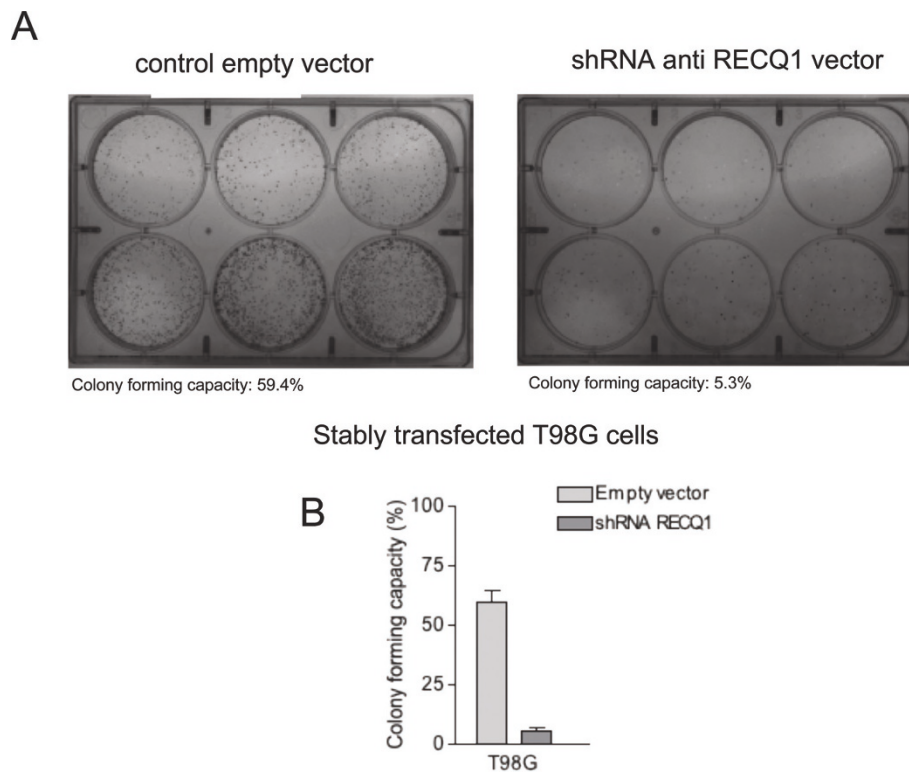 A
control empty vector
shRNA anti RECQ1 vector
Colony forming capacity: 59.4%
Colony forming capacity: 5.3%
Stably transfected T98G cells
B
Empty vector
shRNA RECQ1
Colony forming capacity (%)
100
75
50
25
0
T98G